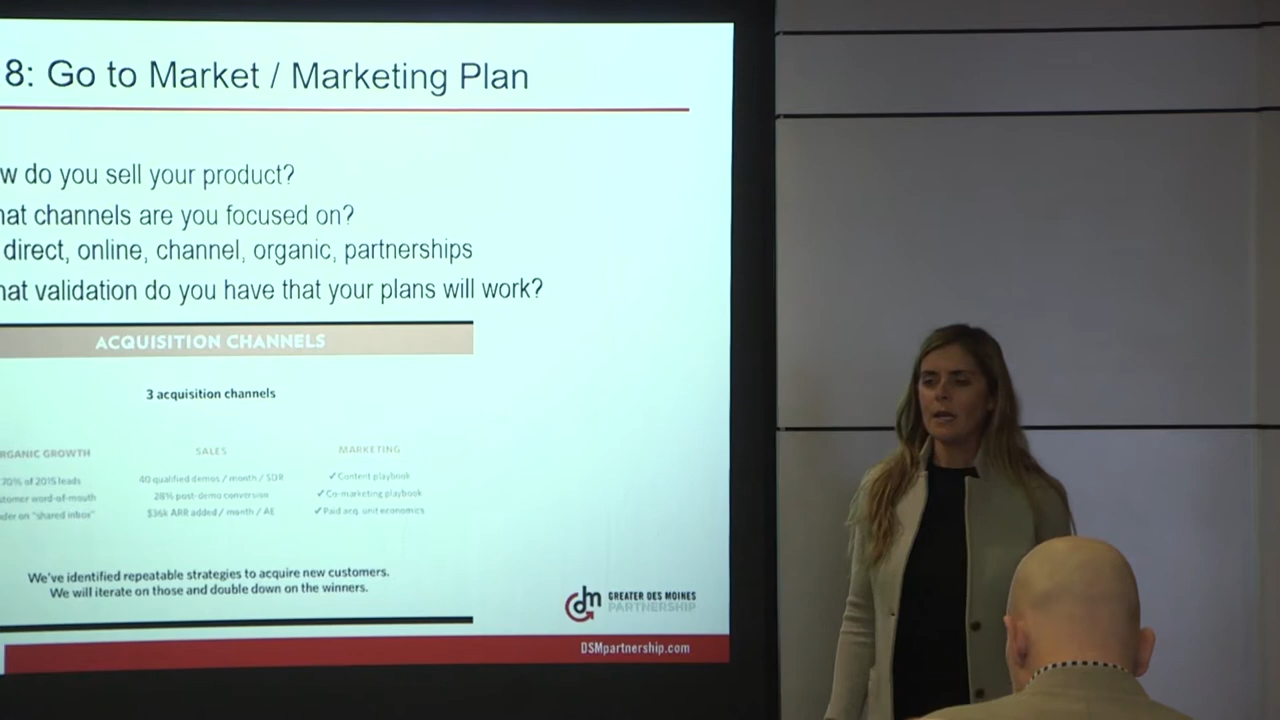 8: Go to Market / Marketing Plan
w do you sell your product?
hat channels are you focused on?
direct, online, channel, organic, partnerships
hat validation do you have that your plans will work?
ACQUISITION CHANNELS
3 acquisition channels
RGANIC GROWTH SALES MARKETING
70% of 2015 leads 40 qualified demos / month / SDR ✓ Content playbook
stomer word-of-mouth 28% post-demo conversion ✓ Co-marketing playbook
der on "shared inbox" $36k ARR added / month / AE ✓ Paid acq. unit economics
We've identified repeatable strategies to acquire new customers.
We will iterate on those and double down on the winners.
dm GREATER DES MOINES
PARTNERSHIP
DSMpartnership.com